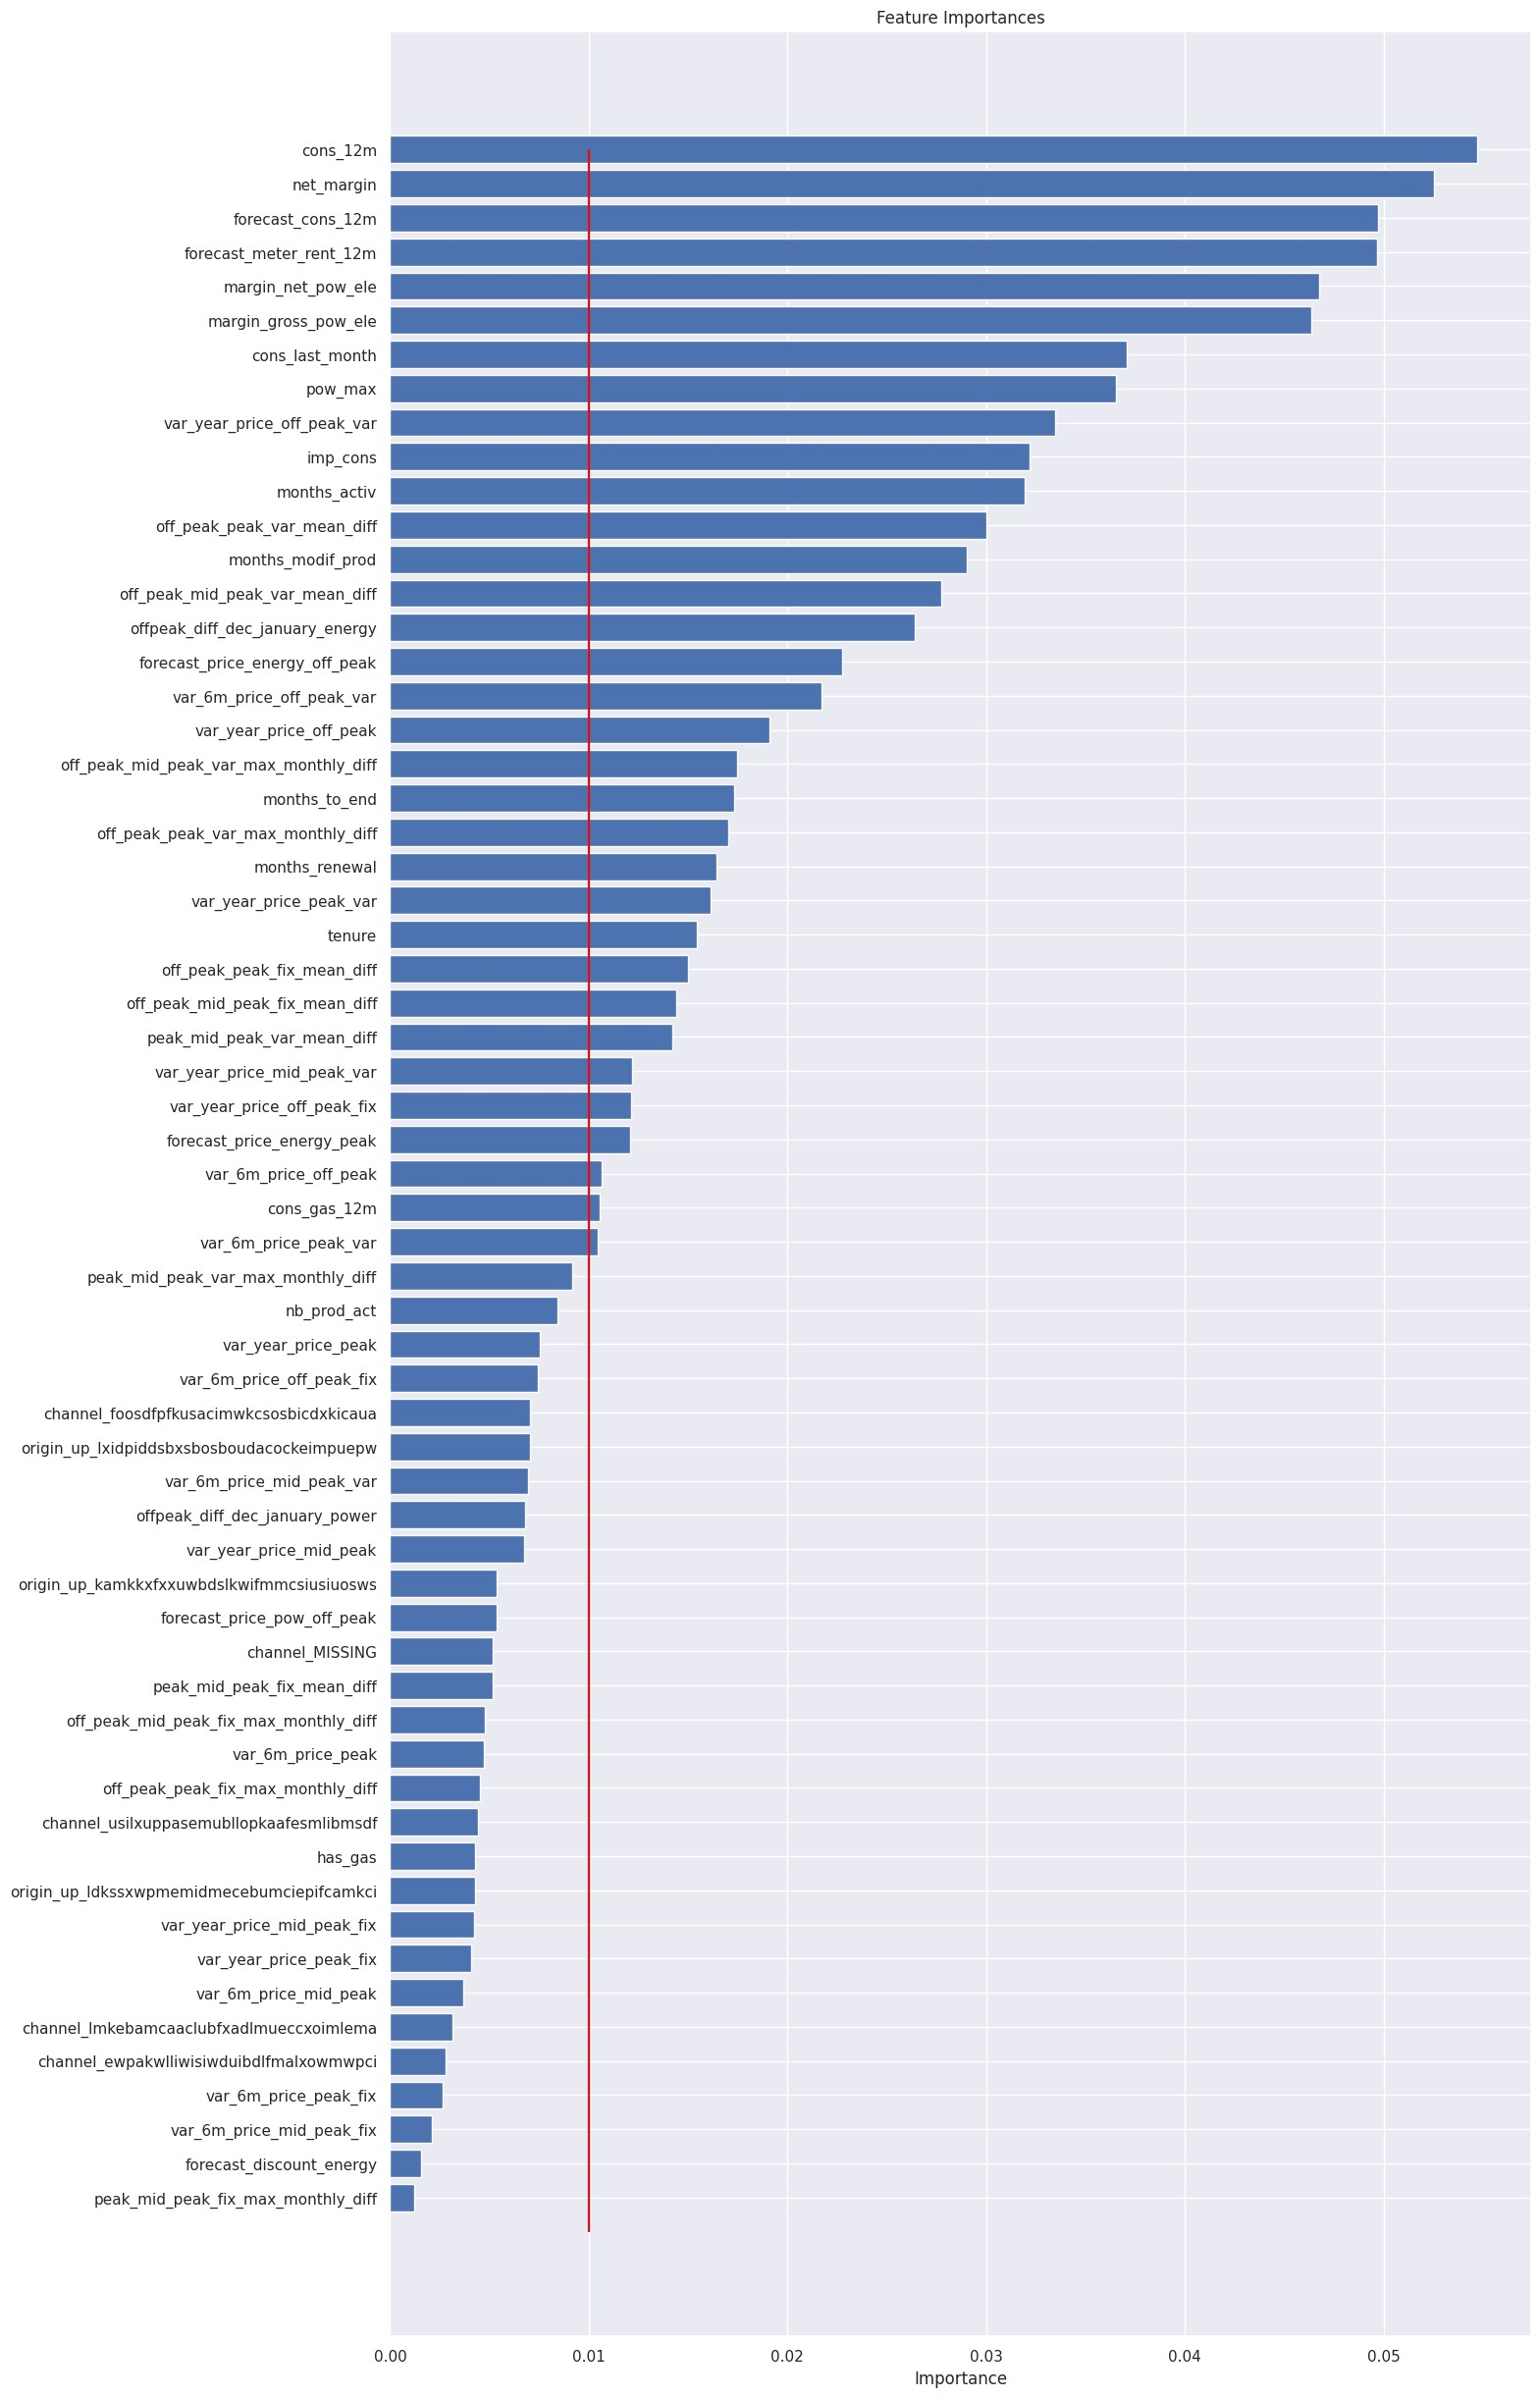 Feature Importances
cons_12m
net_margin
forecast_cons_12m
forecast_meter_rent_12m
margin_net_pow_ele
margin_gross_pow_ele
cons_last_month
pow_max
var_year_price_off_peak_var
imp_cons
months_activ
off_peak_peak_var_mean_diff
months_modif_prod
off_peak_mid_peak_var_mean_diff
offpeak_diff_dec_january_energy
forecast_price_energy_off_peak
var_6m_price_off_peak_var
var_year_price_off_peak
off_peak_mid_peak_var_max_monthly_diff
months_to_end
off_peak_peak_var_max_monthly_diff
months_renewal
var_year_price_peak_var
tenure
off_peak_peak_fix_mean_diff
off_peak_mid_peak_fix_mean_diff
peak_mid_peak_var_mean_diff
var_year_price_mid_peak_var
var_year_price_off_peak_fix
forecast_price_energy_peak
var_6m_price_off_peak
cons_gas_12m
var_6m_price_peak_var
peak_mid_peak_var_max_monthly_diff
nb_prod_act
var_year_price_peak
var_6m_price_off_peak_fix
channel_foosdfpfkusacimwkcsosbicdxkicaua
origin_up_lxidpiddsbxsbosboudacockeimpuepw
var_6m_price_mid_peak_var
offpeak_diff_dec_january_power
var_year_price_mid_peak
origin_up_kamkkxfxxuwbdslkwifmmcsiusiuosws
forecast_price_pow_off_peak
channel_MISSING
peak_mid_peak_fix_mean_diff
off_peak_mid_peak_fix_max_monthly_diff
var_6m_price_peak
off_peak_peak_fix_max_monthly_diff
channel_usilxuppasemubllopkaafesmlibmsdf
has_gas
origin_up_ldkssxwpmemidmecebumciepifcamkci
var_year_price_mid_peak_fix
var_year_price_peak_fix
var_6m_price_mid_peak
channel_lmkebamcaaclubfxadlmueccxoimlema
channel_ewpakwlliwisiwduibdlfmalxowmwpci
var_6m_price_peak_fix
var_6m_price_mid_peak_fix
forecast_discount_energy
peak_mid_peak_fix_max_monthly_diff
0.00 0.01 0.02 0.03 0.04 0.05
Importance